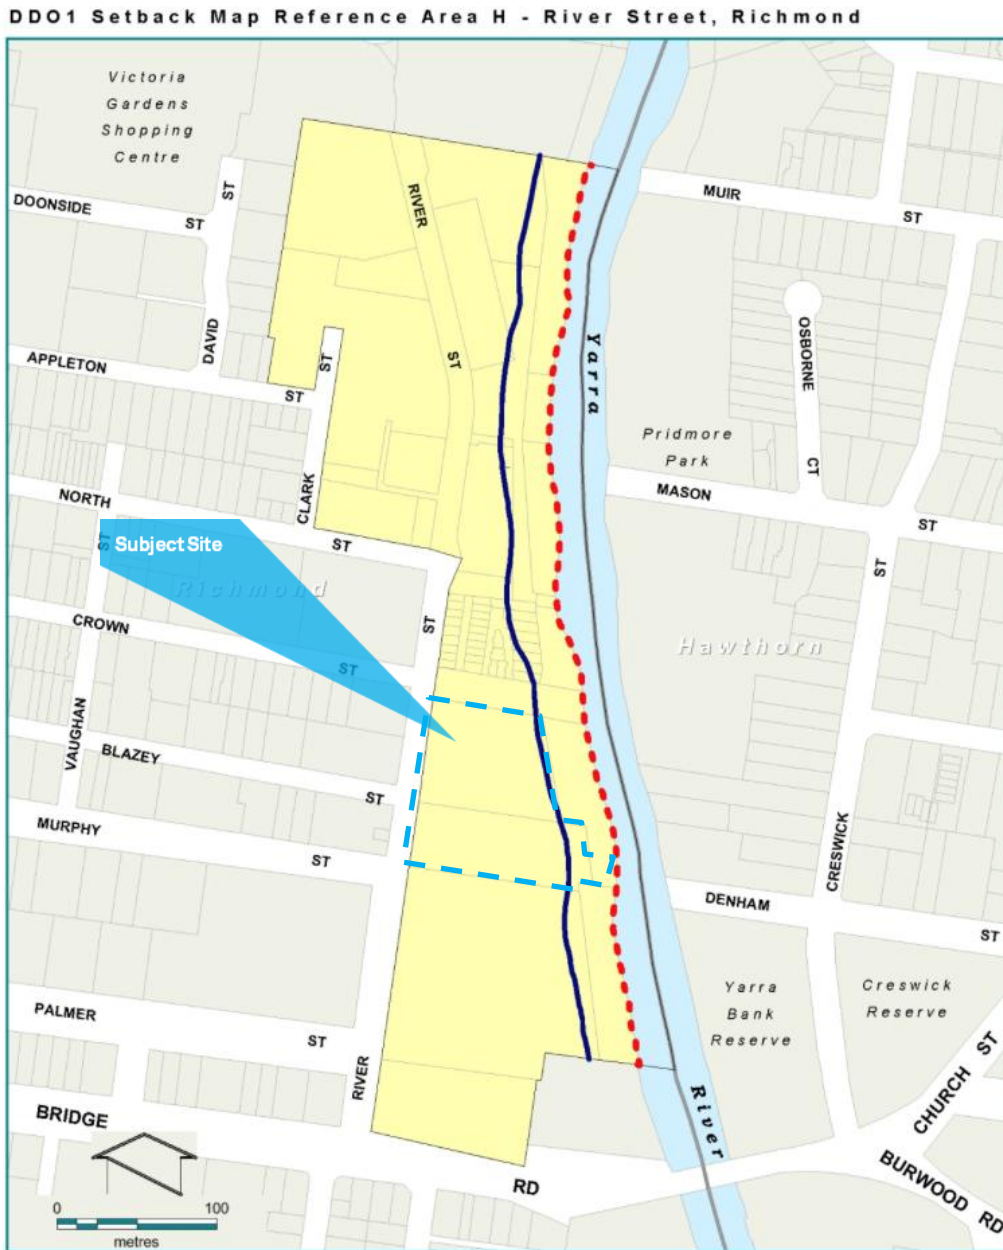 DDO1 Setback Map Reference Area H - River Street, Richmond
Victoria
Gardens
Shopping
Centre
DOONSIDE ST
DAVID ST
RIVER ST
MUIR ST
Yarra
OSBORNE CT
APPLETON ST
CLARK ST
Pridmore
Park
MASON ST
NORTH ST
ST
Subject Site
Richmond
ST
CROWN ST
Hawthorn
CRESWICK ST
VAUGHAN
BLAZEY ST
MURPHY ST
DENHAM ST
Yarra
Bank
Reserve
Creswick
Reserve
PALMER ST
RIVER
River
CHURCH ST
BRIDGE RD
BURWOOD RD
0 100
metres